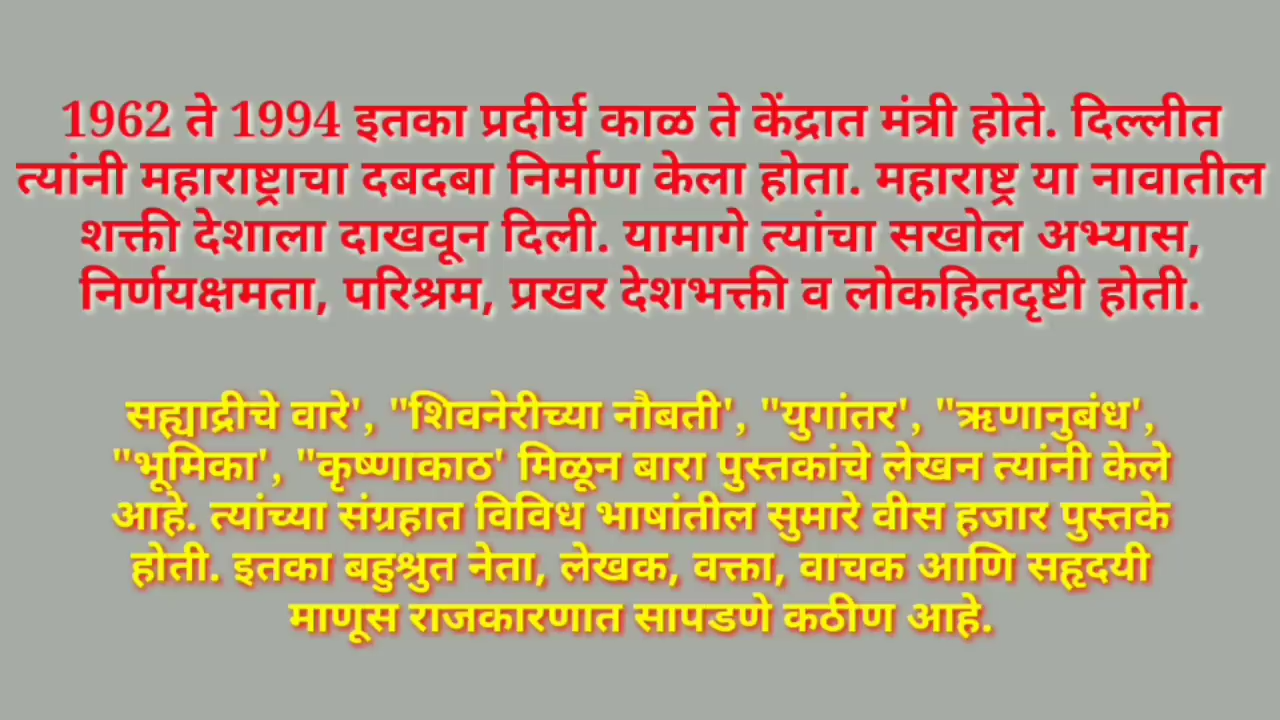 1962 ते 1994 इतका प्रदीर्घ काळ ते केंद्रात मंत्री होते. दिल्लीत
त्यांनी महाराष्ट्राचा दबदबा निर्माण केला होता. महाराष्ट्र या नावातील
शक्ती देशाला दाखवून दिली. यामागे त्यांचा सखोल अभ्यास,
निर्णयक्षमता, परिश्रम, प्रखर देशभक्ती व लोकहितदृष्टी होती.
सह्याद्रीचे वारे', "शिवनेरीच्या नौबती', "युगांतर', "ऋणानुबंध',
"भूमिका', "कृष्णाकाठ' मिळून बारा पुस्तकांचे लेखन त्यांनी केले
आहे. त्यांच्या संग्रहात विविध भाषांतील सुमारे वीस हजार पुस्तके
होती. इतका बहुश्रुत नेता, लेखक, वक्ता, वाचक आणि सहृदयी
माणूस राजकारणात सापडणे कठीण आहे.